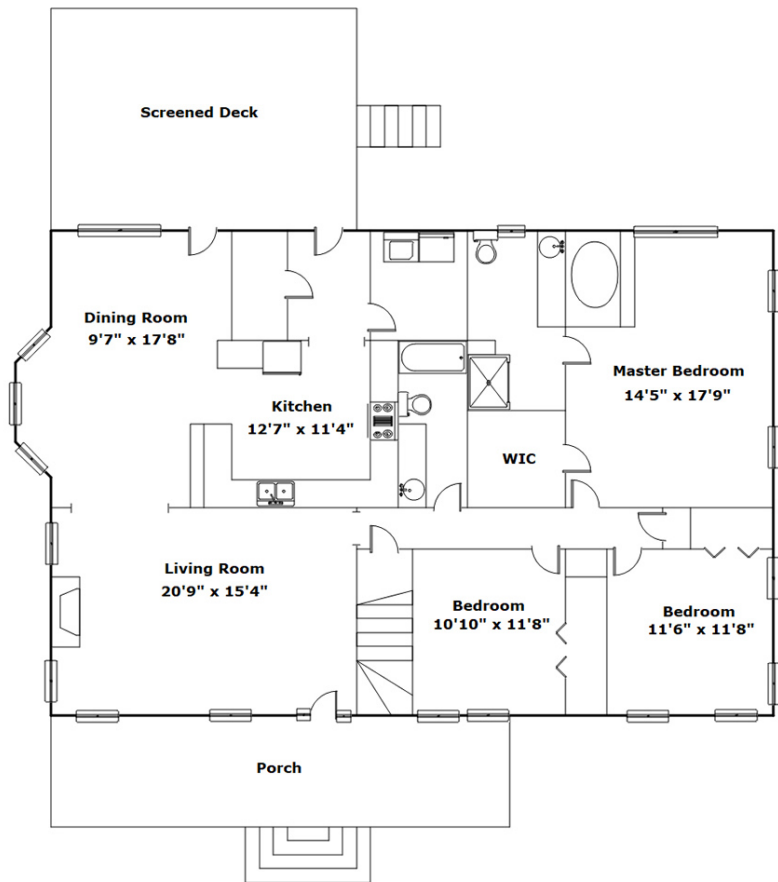 Screened Deck
Dining Room
9'7" x 17'8"
Master Bedroom
14'5" x 17'9"
Kitchen
12'7" x 11'4"
WIC
Living Room
20'9" x 15'4"
Bedroom
10'10" x 11'8"
Bedroom
11'6" x 11'8"
Porch